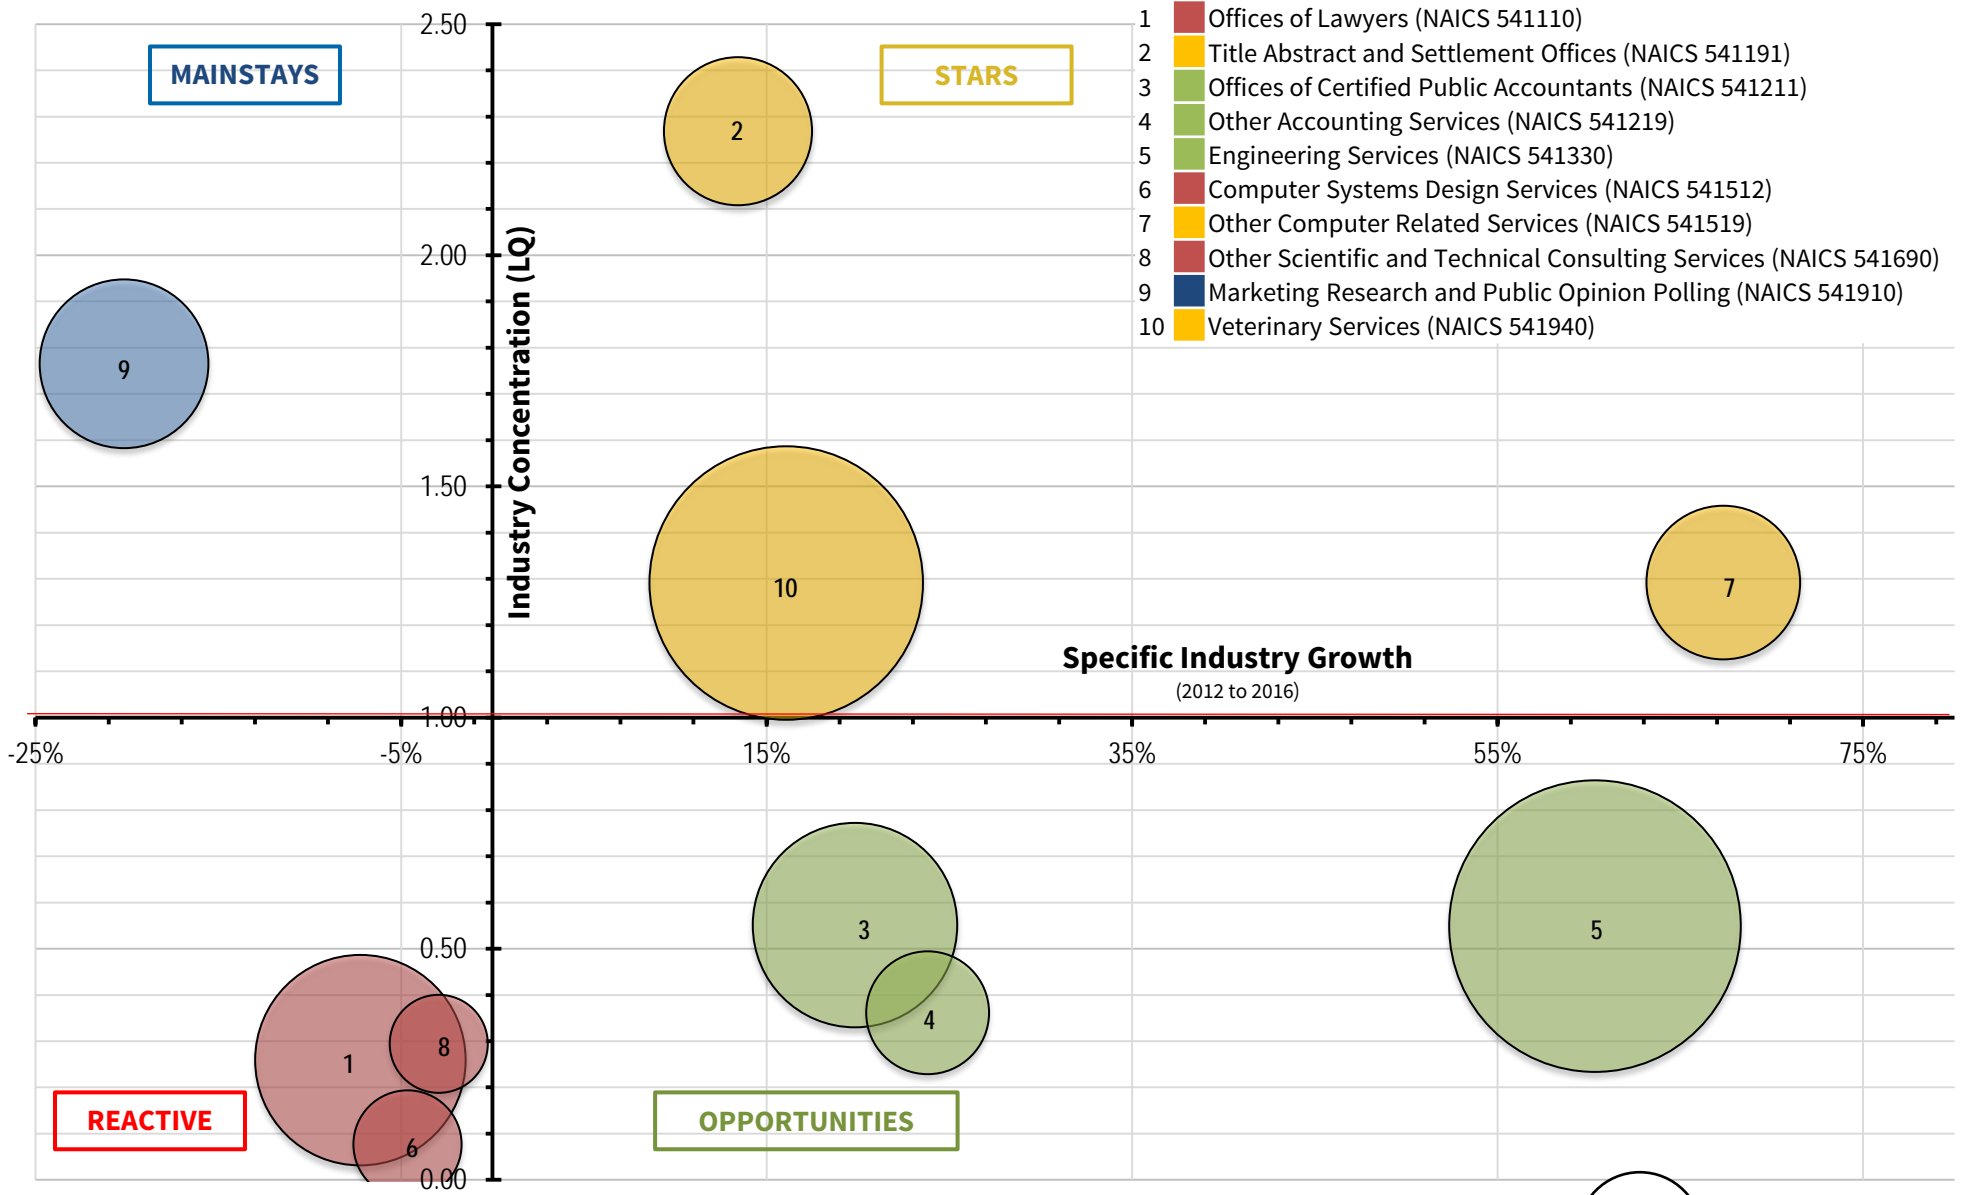 2.50
MAINSTAYS
STARS
1 Offices of Lawyers (NAICS 541110)
2 Title Abstract and Settlement Offices (NAICS 541191)
3 Offices of Certified Public Accountants (NAICS 541211)
4 Other Accounting Services (NAICS 541219)
5 Engineering Services (NAICS 541330)
6 Computer Systems Design Services (NAICS 541512)
7 Other Computer Related Services (NAICS 541519)
8 Other Scientific and Technical Consulting Services (NAICS 541690)
9 Marketing Research and Public Opinion Polling (NAICS 541910)
10 Veterinary Services (NAICS 541940)
2
2.00
Industry Concentration (LQ)
9
1.50
10
7
Specific Industry Growth
(2012 to 2016)
1.00
-25% -5% 15% 35% 55% 75%
3
5
0.50
4
8
1
REACTIVE
OPPORTUNITIES
6
0.00